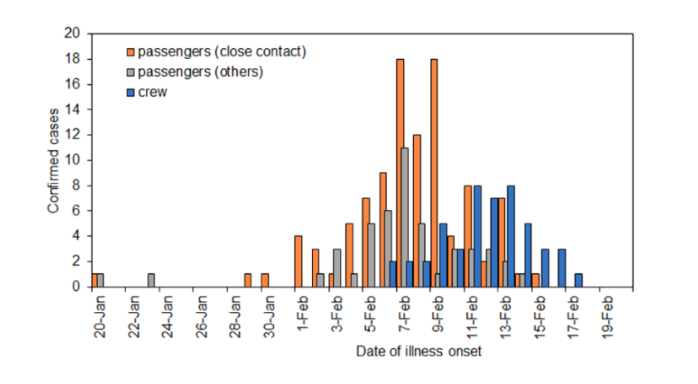 20
18
16
14
12
10
8
6
4
2
0
Confirmed cases
passengers (close contact)
passengers (others)
crew
20-Jan
22-Jan
24-Jan
26-Jan
28-Jan
30-Jan
1-Feb
3-Feb
5-Feb
7-Feb
9-Feb
11-Feb
13-Feb
15-Feb
17-Feb
19-Feb
Date of illness onset